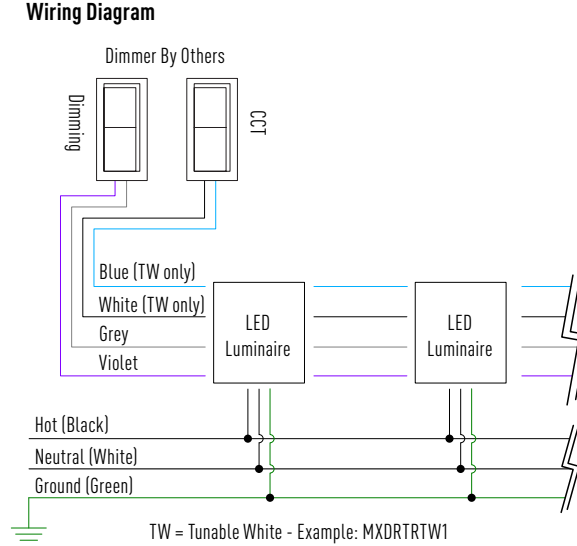 Wiring Diagram
Dimmer By Others
Dimming
CCT
Blue (TW only)
White (TW only)
Grey
Violet
LED
Luminaire
LED
Luminaire
Hot (Black)
Neutral (White)
Ground (Green)
TW = Tunable White - Example: MXDRTRTW1